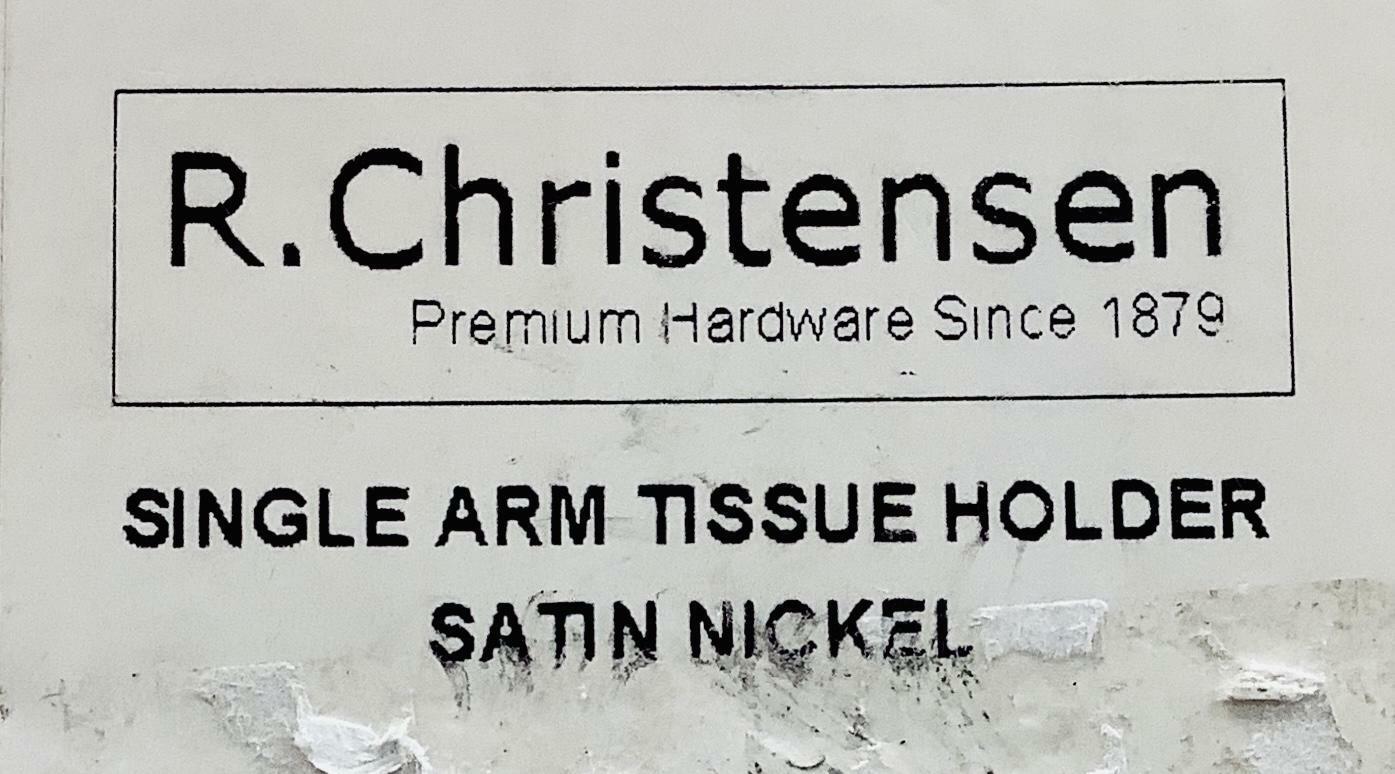 R. Christensen
Premium Hardware Since 1879
SINGLE ARM TISSUE HOLDER
SATIN NICKEL